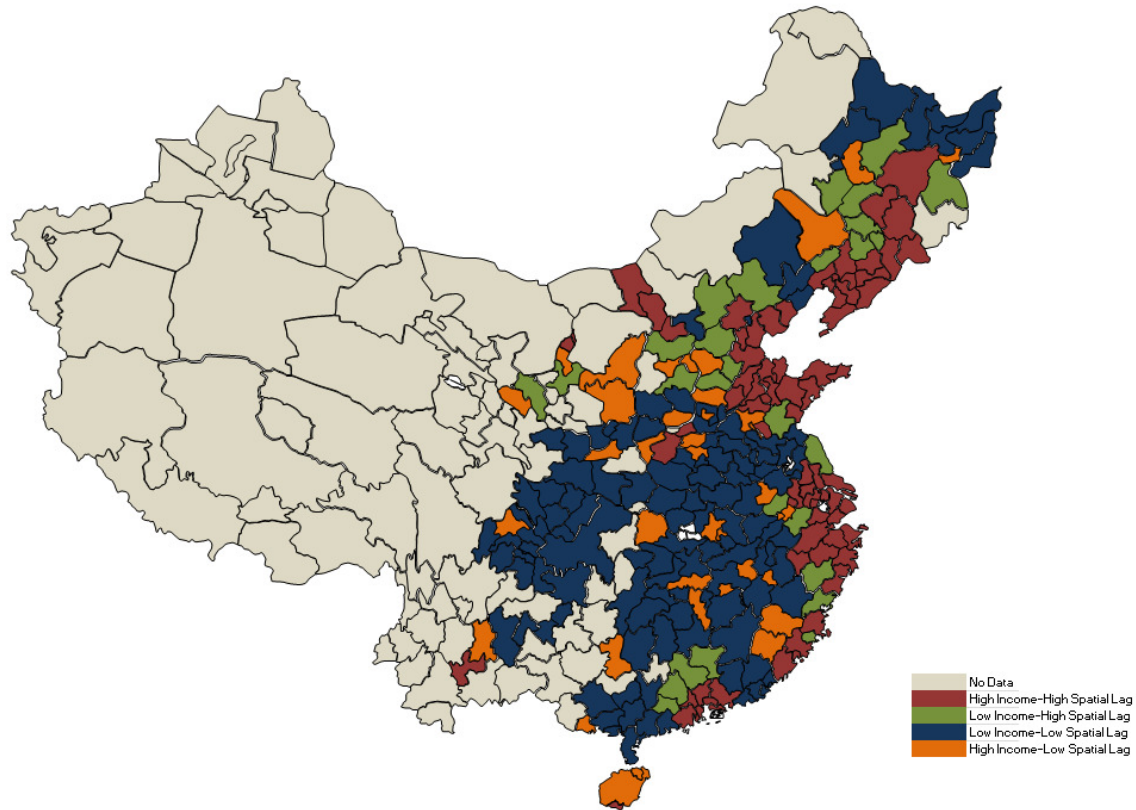 No Data
High Income-High Spatial Lag
Low Income-High Spatial Lag
Low Income-Low Spatial Lag
High Income-Low Spatial Lag